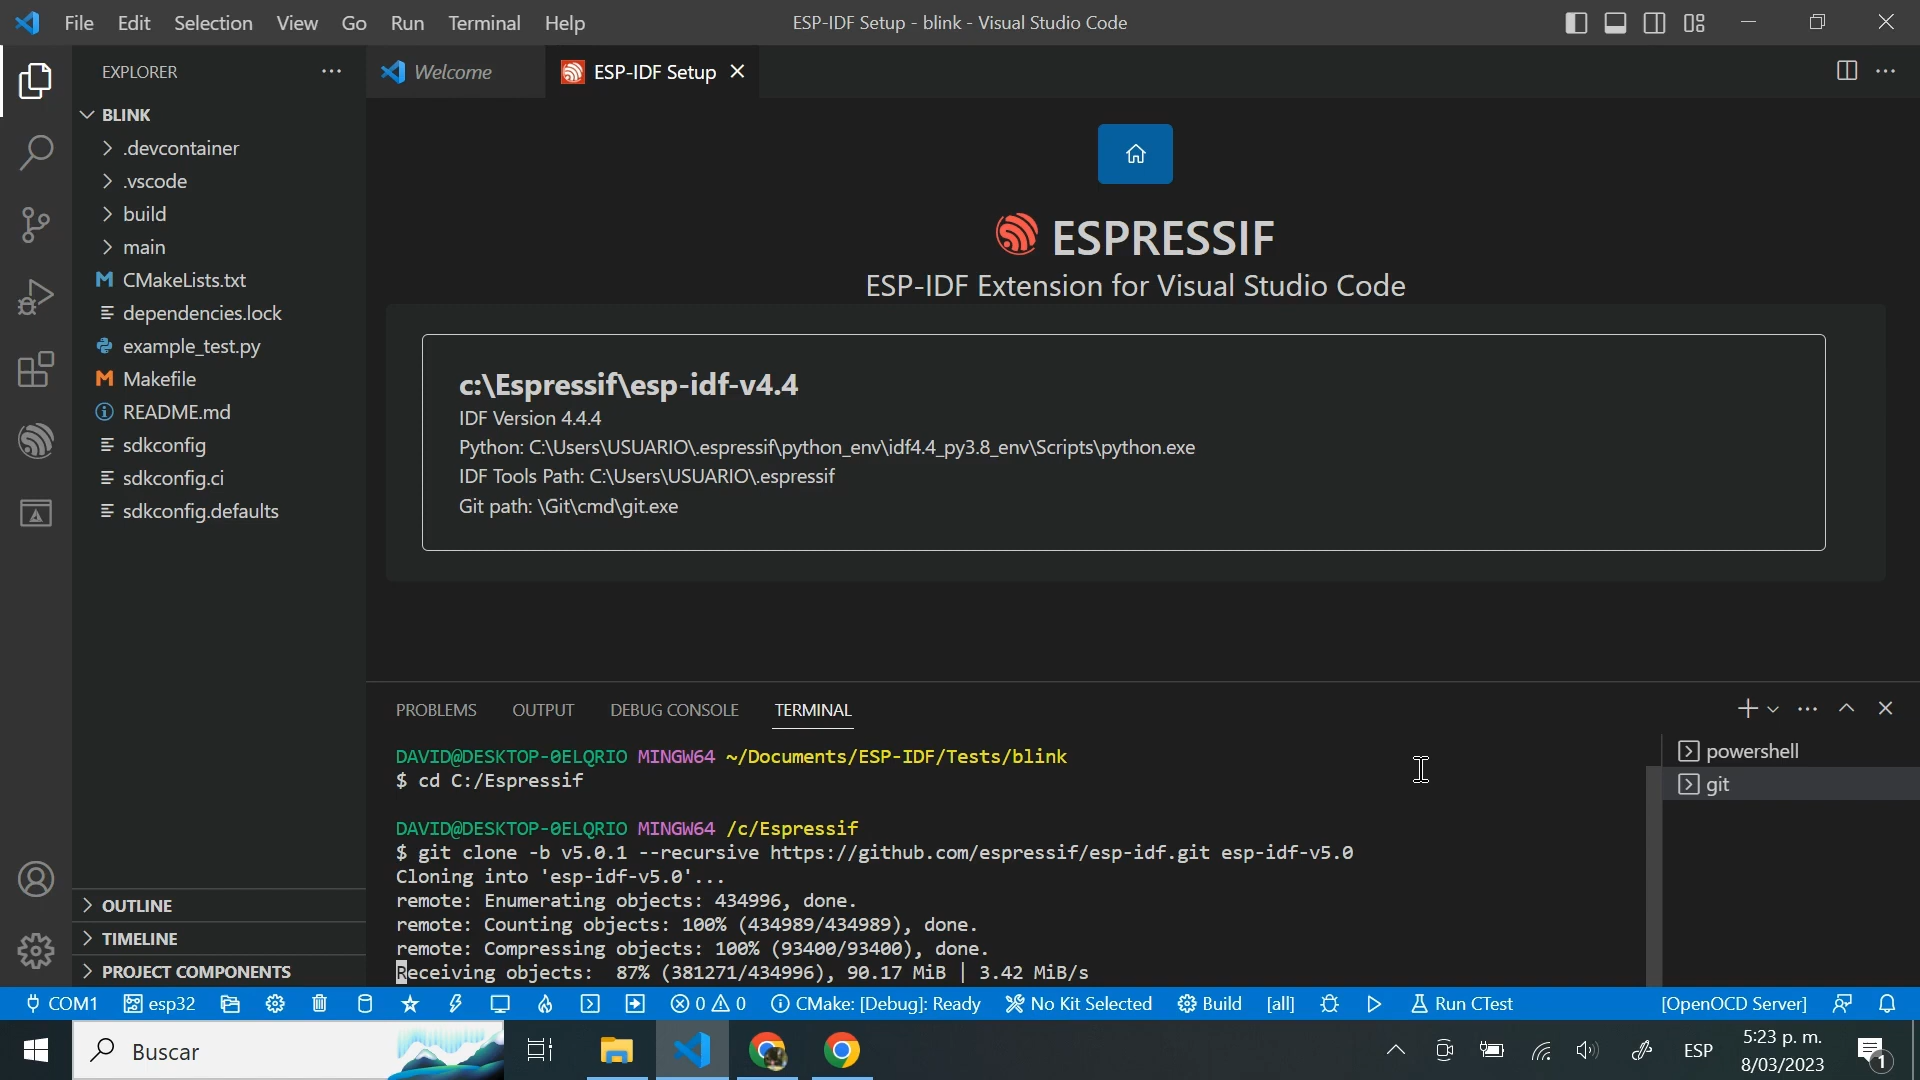 File Edit Selection View Go Run Terminal Help
ESP-IDF Setup - blink - Visual Studio Code
EXPLORER
Welcome
ESP-IDF Setup
BLINK
.devcontainer
.vscode
build
main
CMakeLists.txt
dependencies.lock
example_test.py
Makefile
README.md
sdkconfig
sdkconfig.ci
sdkconfig.defaults
OUTLINE
TIMELINE
PROJECT COMPONENTS
ESPRESSIF
ESP-IDF Extension for Visual Studio Code
c:\Espressif\esp-idf-v4.4
IDF Version 4.4.4
Python: C:\Users\USUARIO\.espressif\python_env\idf4.4_py3.8_env\Scripts\python.exe
IDF Tools Path: C:\Users\USUARIO\.espressif
Git path: \Git\cmd\git.exe
PROBLEMS OUTPUT DEBUG CONSOLE TERMINAL
DAVID@DESKTOP-0ELQRIO MINGW64 ~/Documents/ESP-IDF/Tests/blink
$ cd C:/Espressif
DAVID@DESKTOP-0ELQRIO MINGW64 /c/Espressif
$ git clone -b v5.0.1 --recursive https://github.com/espressif/esp-idf.git esp-idf-v5.0
Cloning into 'esp-idf-v5.0'...
remote: Enumerating objects: 434996, done.
remote: Counting objects: 100% (434989/434989), done.
remote: Compressing objects: 100% (93400/93400), done.
Receiving objects:  87% (381271/434996), 90.17 MiB | 3.42 MiB/s
powershell
git
COM1 esp32 0 0 CMake: [Debug]: Ready No Kit Selected Build [all] Run CTest [OpenOCD Server]
Buscar
ESP
5:23 p. m.
8/03/2023
1